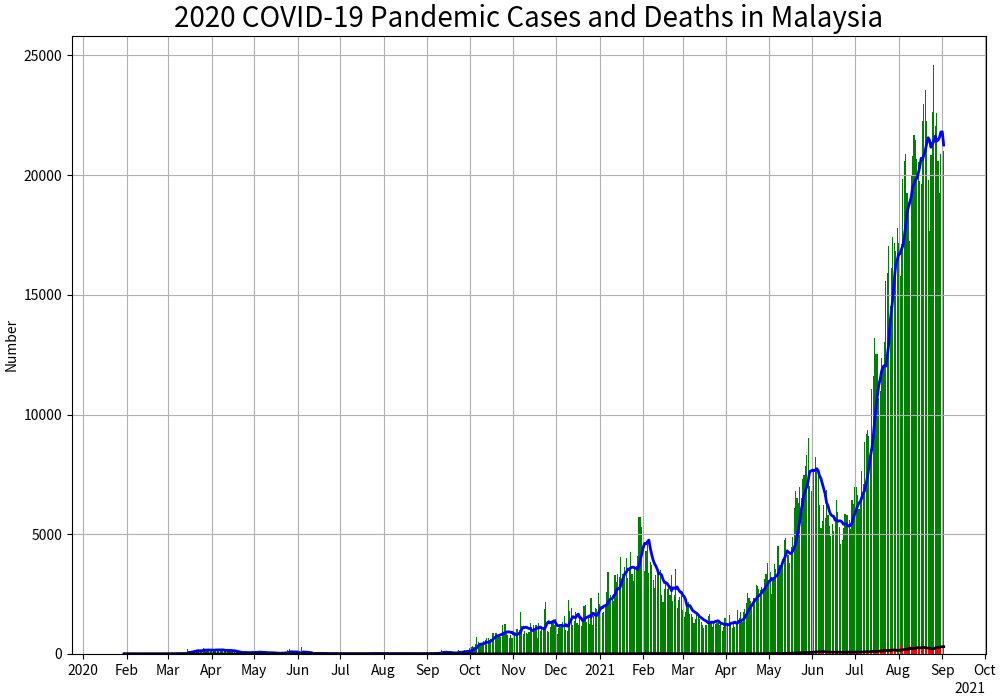 2020 COVID-19 Pandemic Cases and Deaths in Malaysia
25000
20000
15000
10000
5000
0
Number
2020 Feb Mar Apr May Jun Jul Aug Sep Oct Nov Dec 2021 Feb Mar Apr May Jun Jul Aug Sep Oct
2021